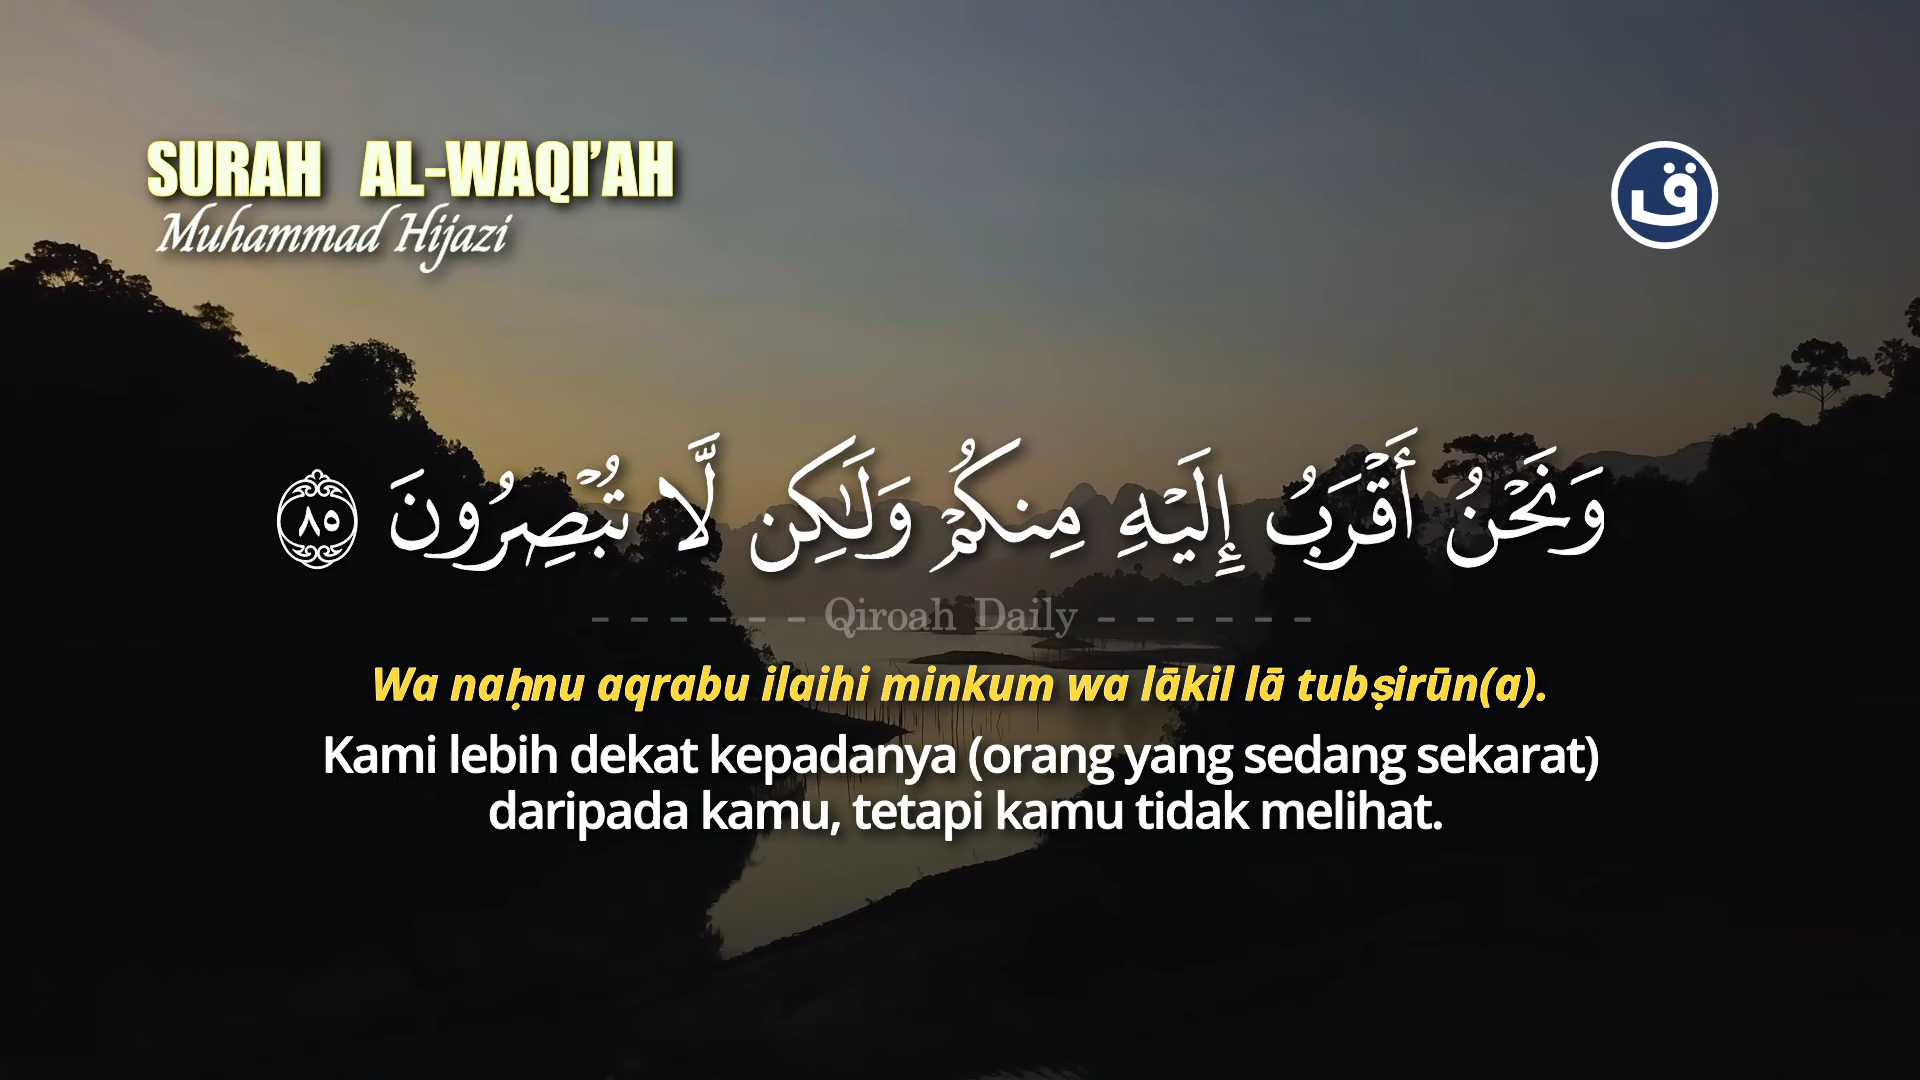 SURAH AL-WAQI’AH
Muhammad Hijazi
ق
وَنَحْنُ أَقْرَبُ إِلَيْهِ مِنكُمْ وَلَٰكِن لَّا تُبْصِرُونَ ٨٥
- - - - - - Qiroah Daily - - - - - -
Wa naḥnu aqrabu ilaihi minkum wa lākil lā tubṣirūn(a).
Kami lebih dekat kepadanya (orang yang sedang sekarat)
daripada kamu, tetapi kamu tidak melihat.